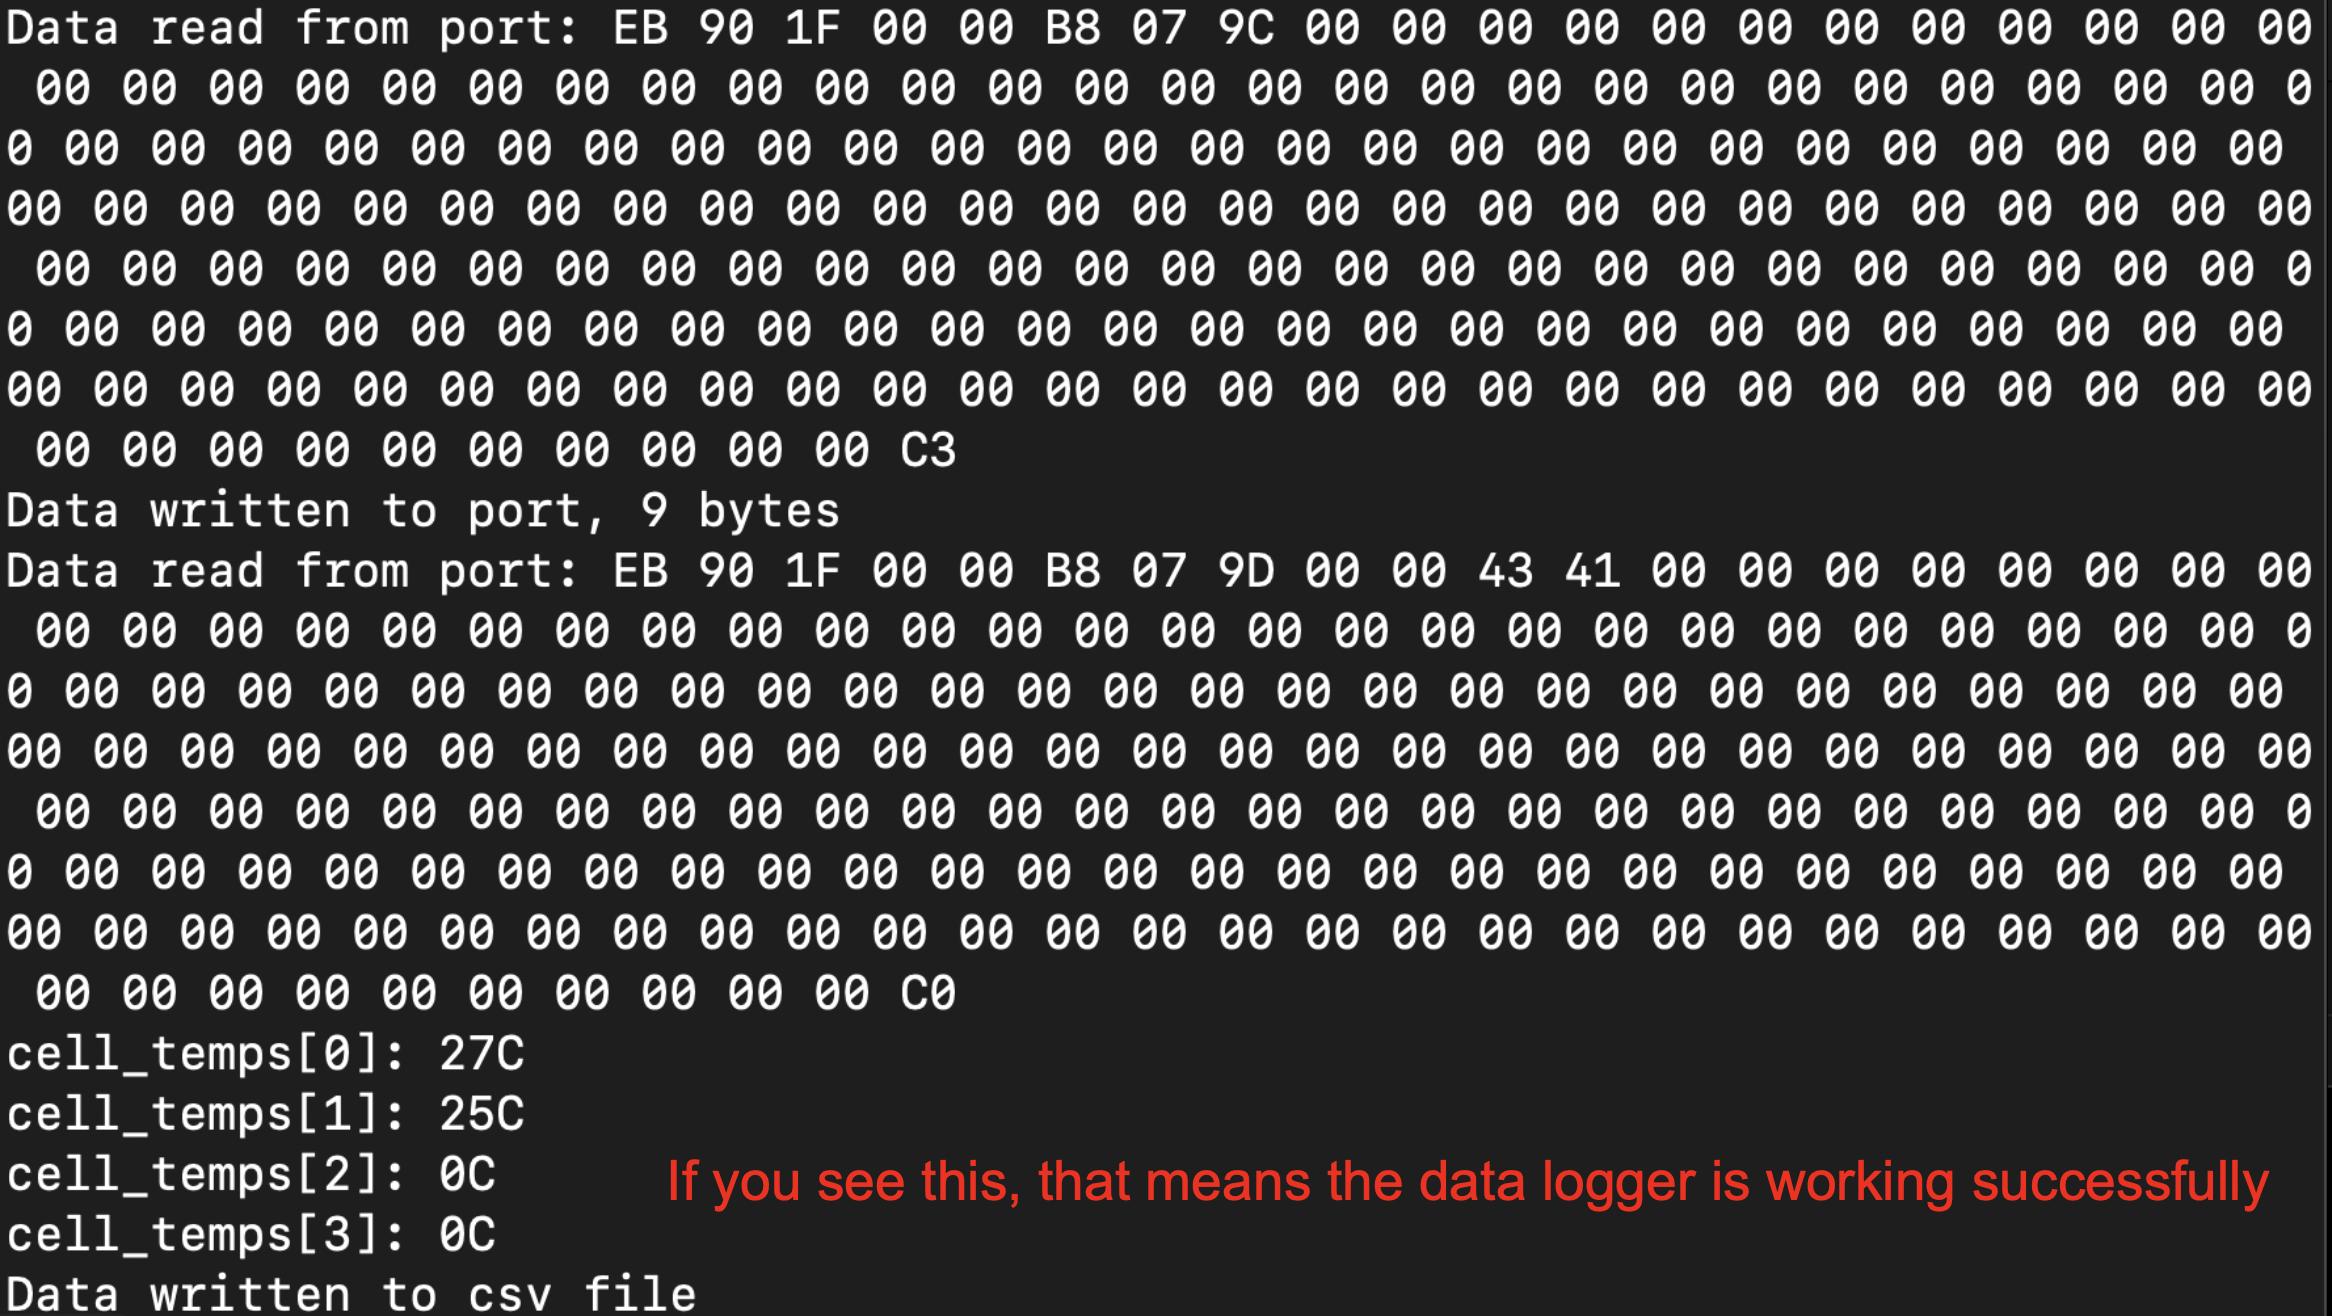 Data read from port: EB 90 1F 00 00 B8 07 9C 00 00 00 00 00 00 00 00 00 00 00 00
00 00 00 00 00 00 00 00 00 00 00 00 00 00 00 00 00 00 00 00 00 00 00 00 00 00 0
0 00 00 00 00 00 00 00 00 00 00 00 00 00 00 00 00 00 00 00 00 00 00 00 00 00 00
00 00 00 00 00 00 00 00 00 00 00 00 00 00 00 00 00 00 00 00 00 00 00 00 00 00 00
00 00 00 00 00 00 00 00 00 00 00 00 00 00 00 00 00 00 00 00 00 00 00 00 00 00 0
0 00 00 00 00 00 00 00 00 00 00 00 00 00 00 00 00 00 00 00 00 00 00 00 00 00 00
00 00 00 00 00 00 00 00 00 00 00 00 00 00 00 00 00 00 00 00 00 00 00 00 00 00 00
00 00 00 00 00 00 00 00 00 00 C3
Data written to port, 9 bytes
Data read from port: EB 90 1F 00 00 B8 07 9D 00 00 43 41 00 00 00 00 00 00 00 00
00 00 00 00 00 00 00 00 00 00 00 00 00 00 00 00 00 00 00 00 00 00 00 00 00 00 0
0 00 00 00 00 00 00 00 00 00 00 00 00 00 00 00 00 00 00 00 00 00 00 00 00 00 00
00 00 00 00 00 00 00 00 00 00 00 00 00 00 00 00 00 00 00 00 00 00 00 00 00 00 00
00 00 00 00 00 00 00 00 00 00 00 00 00 00 00 00 00 00 00 00 00 00 00 00 00 00 0
0 00 00 00 00 00 00 00 00 00 00 00 00 00 00 00 00 00 00 00 00 00 00 00 00 00 00
00 00 00 00 00 00 00 00 00 00 00 00 00 00 00 00 00 00 00 00 00 00 00 00 00 00 00
00 00 00 00 00 00 00 00 00 00 C0
cell_temps[0]: 27C
cell_temps[1]: 25C
cell_temps[2]: 0C
If you see this, that means the data logger is working successfully
cell_temps[3]: 0C
Data written to csv file